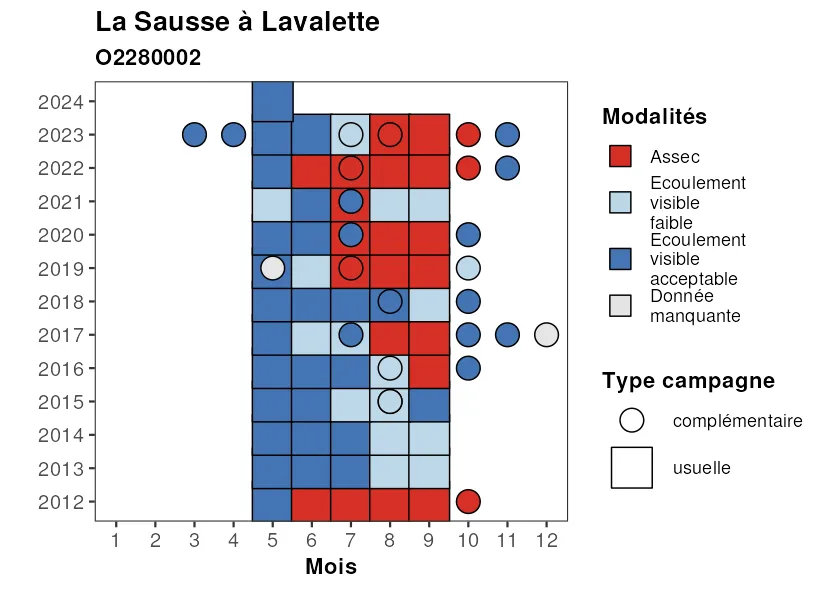 La Sausse à Lavalette
O2280002
2024
2023
2022
2021
2020
2019
2018
2017
2016
2015
2014
2013
2012
1 2 3 4 5 6 7 8 9 10 11 12
Mois
Modalités
Assec
Ecoulement
visible
faible
Ecoulement
visible
acceptable
Donnée
manquante
Type campagne
complémentaire
usuelle